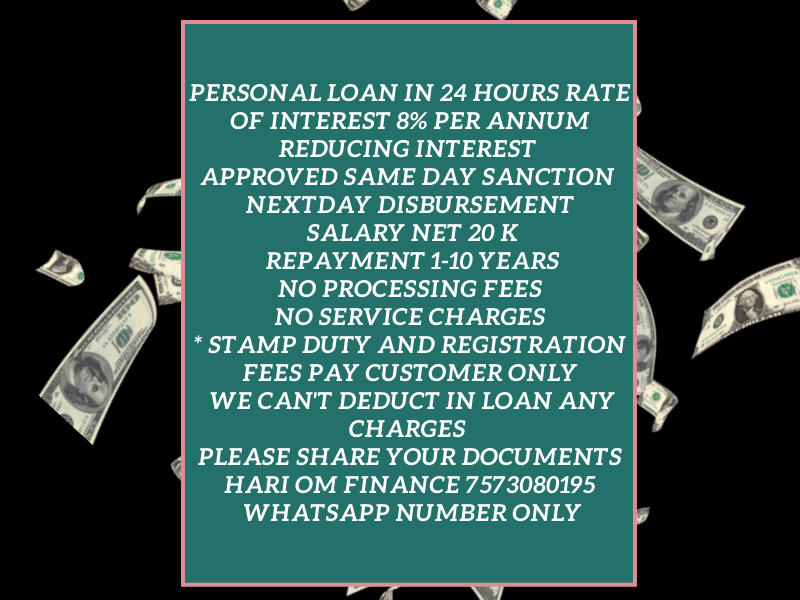 PERSONAL LOAN IN 24 HOURS RATE
OF INTEREST 8% PER ANNUM
REDUCING INTEREST
APPROVED SAME DAY SANCTION
NEXTDAY DISBURSEMENT
SALARY NET 20 K
REPAYMENT 1-10 YEARS
NO PROCESSING FEES
NO SERVICE CHARGES
* STAMP DUTY AND REGISTRATION
FEES PAY CUSTOMER ONLY
WE CAN'T DEDUCT IN LOAN ANY
CHARGES
PLEASE SHARE YOUR DOCUMENTS
HARI OM FINANCE 7573080195
WHATSAPP NUMBER ONLY